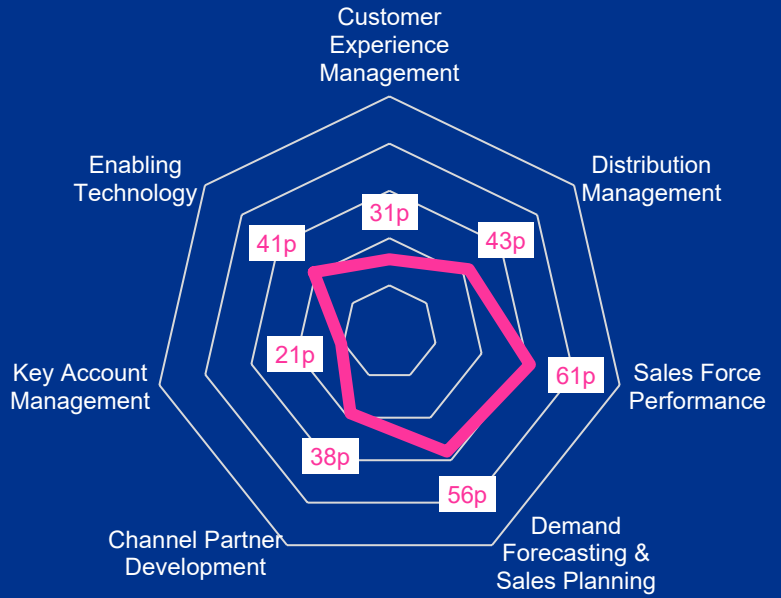 Customer
Experience
Management
Enabling
Technology
Distribution
Management
31p
41p
43p
21p
Key Account
Management
61p
Sales Force
Performance
38p
56p
Channel Partner
Development
Demand
Forecasting &
Sales Planning